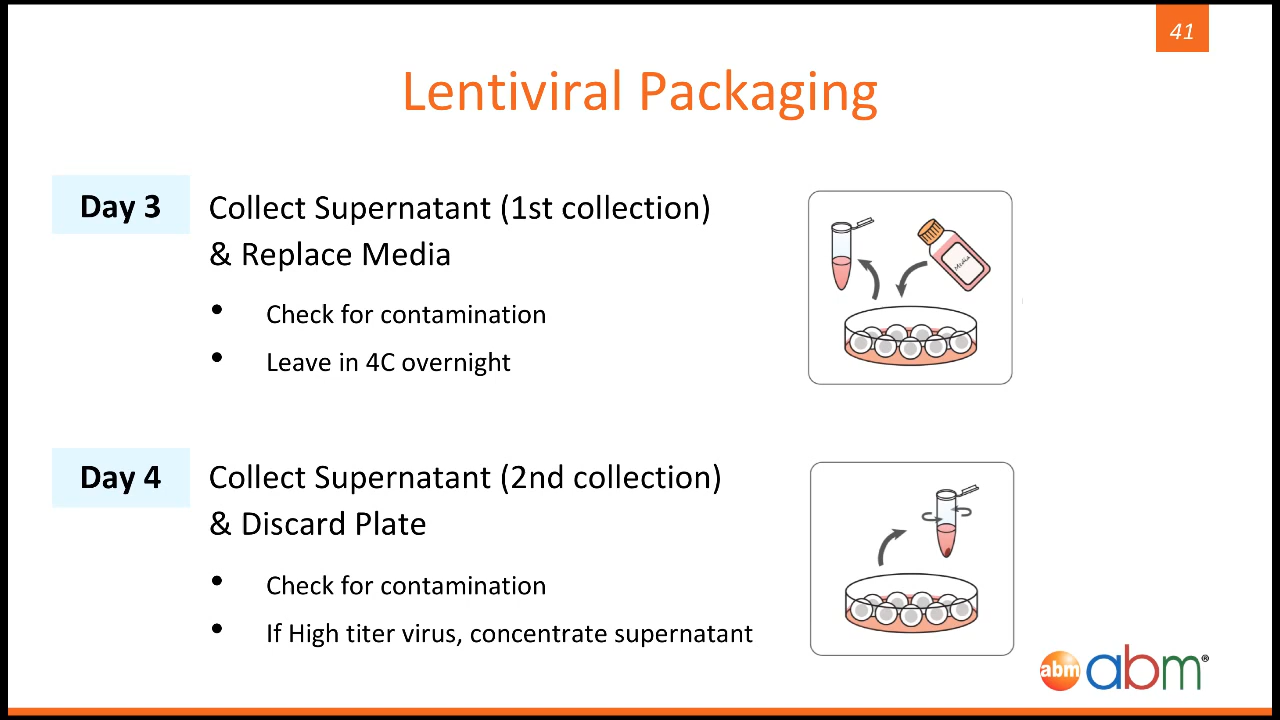 41
Lentiviral Packaging
Day 3
Collect Supernatant (1st collection)
& Replace Media
• Check for contamination
• Leave in 4C overnight
Media
Day 4
Collect Supernatant (2nd collection)
& Discard Plate
• Check for contamination
• If High titer virus, concentrate supernatant
abm abm®